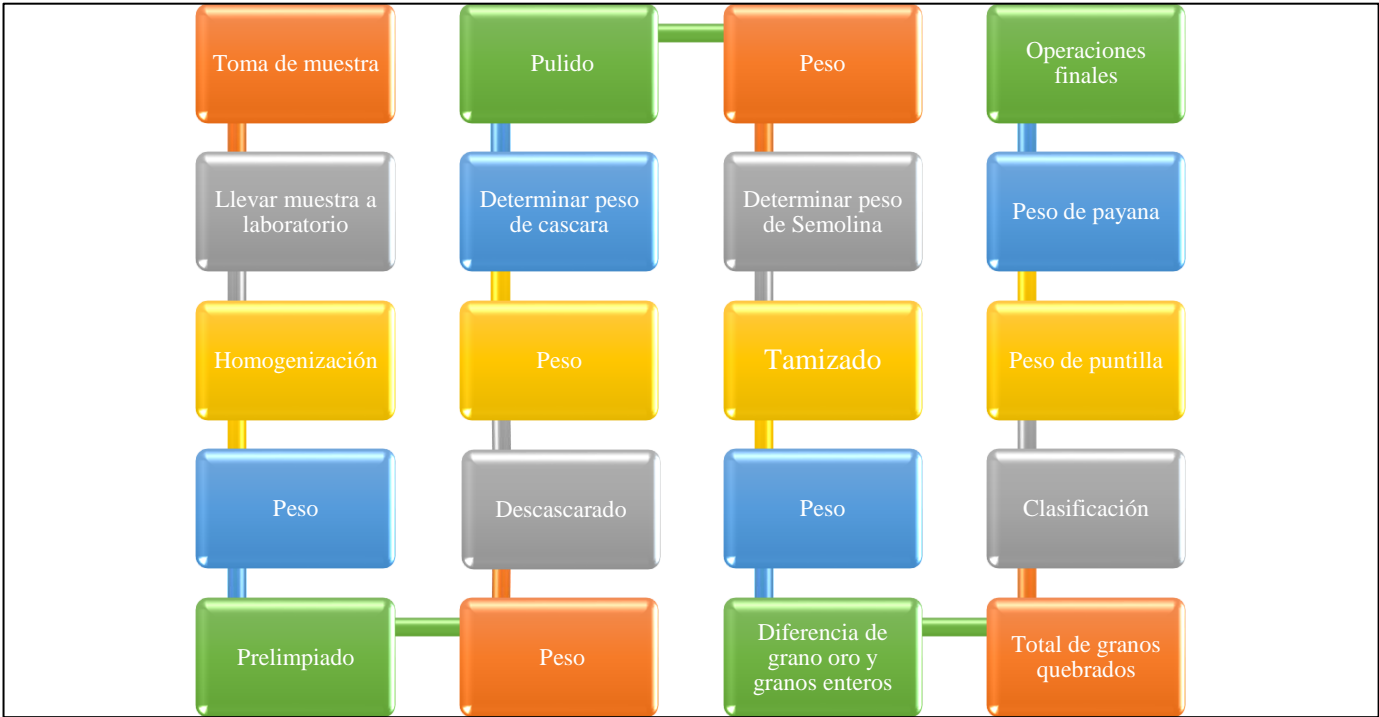 Toma de muestra
Llevar muestra a
laboratorio
Homogenización
Peso
Prelimpiado
Peso
Descascarado
Peso
Determinar peso
de cascara
Pulido
Peso
Determinar peso
de Semolina
Tamizado
Peso
Diferencia de
grano oro y
granos enteros
Total de granos
quebrados
Clasificación
Peso de puntilla
Peso de payana
Operaciones
finales